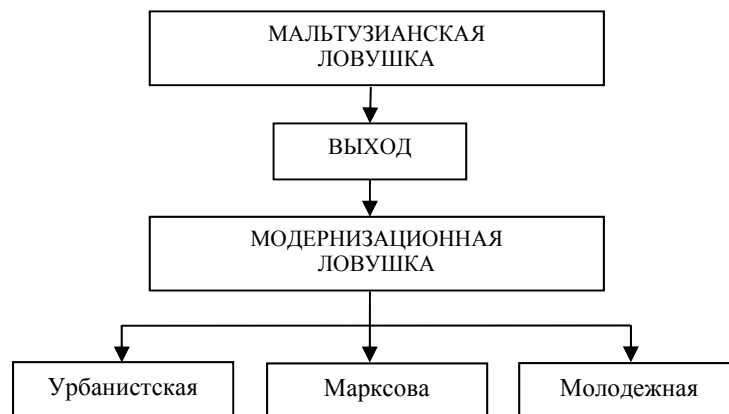 МАЛЬТУЗИАНСКАЯ
ЛОВУШКА
ВЫХОД
МОДЕРНИЗАЦИОННАЯ
ЛОВУШКА
Урбанистская
Марксова
Молодежная